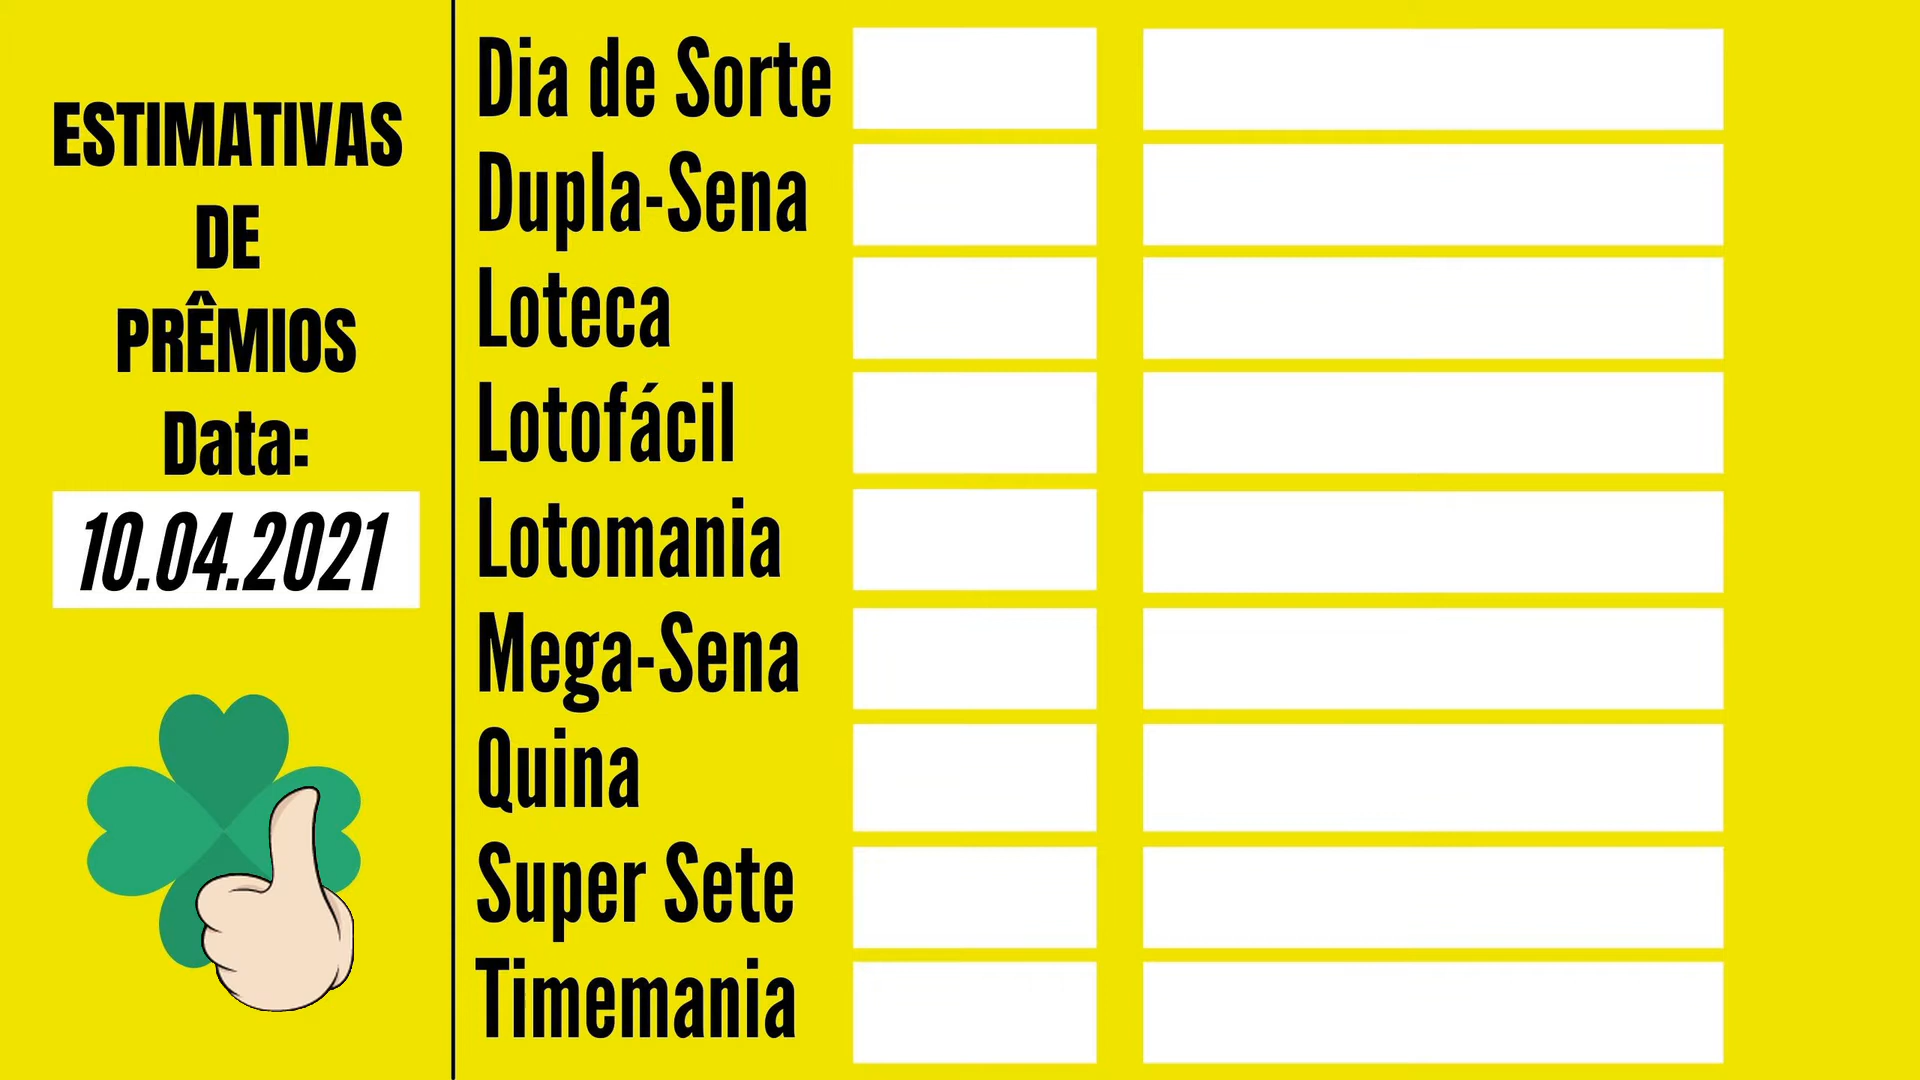 ESTIMATIVAS
DE
PRÊMIOS
Data:
10.04.2021
Dia de Sorte
Dupla-Sena
Loteca
Lotofácil
Lotomania
Mega-Sena
Quina
Super Sete
Timemania